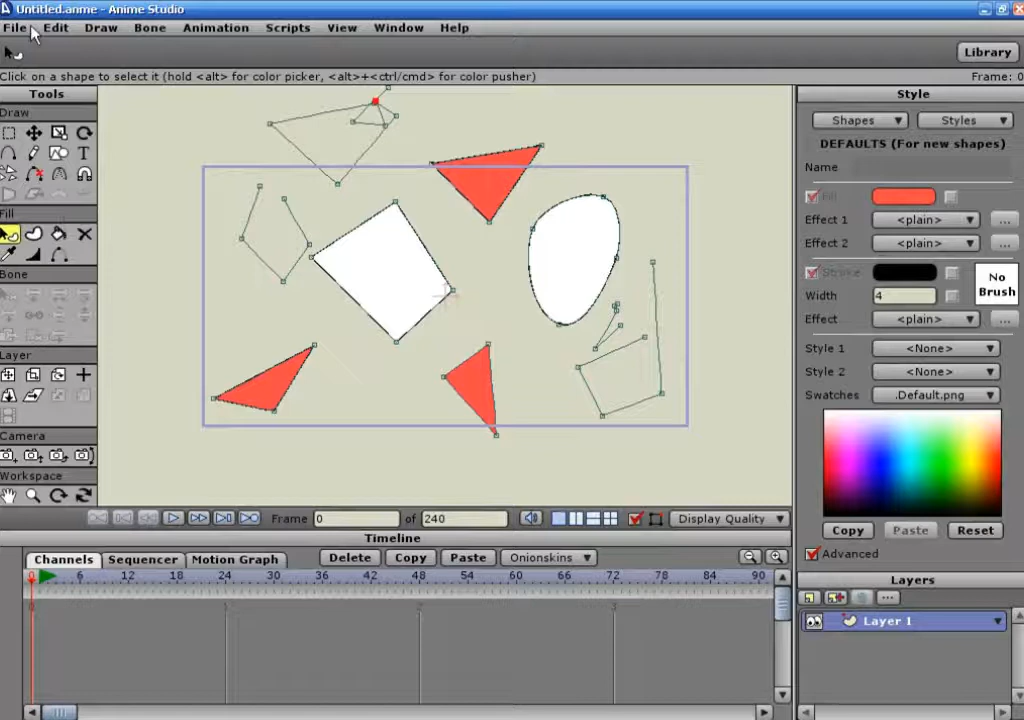 Untitled.anme - Anime Studio
File Edit Draw Bone Animation Scripts View Window Help
Library
Click on a shape to select it (hold <alt> for color picker, <alt>+<ctrl/cmd> for color pusher)
Frame: 0
Tools
Draw
T
Fill
Bone
Layer
Camera
Workspace
Style
Shapes Styles
DEFAULTS (For new shapes)
Name
Fill
Effect 1 <plain> ...
Effect 2 <plain> ...
Stroke
No Brush
Width 4
Effect <plain> ...
Style 1 <None>
Style 2 <None>
Swatches .Default.png
Copy Paste Reset
Advanced
Frame 0 of 240 Display Quality
Timeline
Channels Sequencer Motion Graph Delete Copy Paste Onionskins
0 6 12 18 24 30 36 42 48 54 60 66 72 78 84 90
0 1 2 3
Layers
...
Layer 1